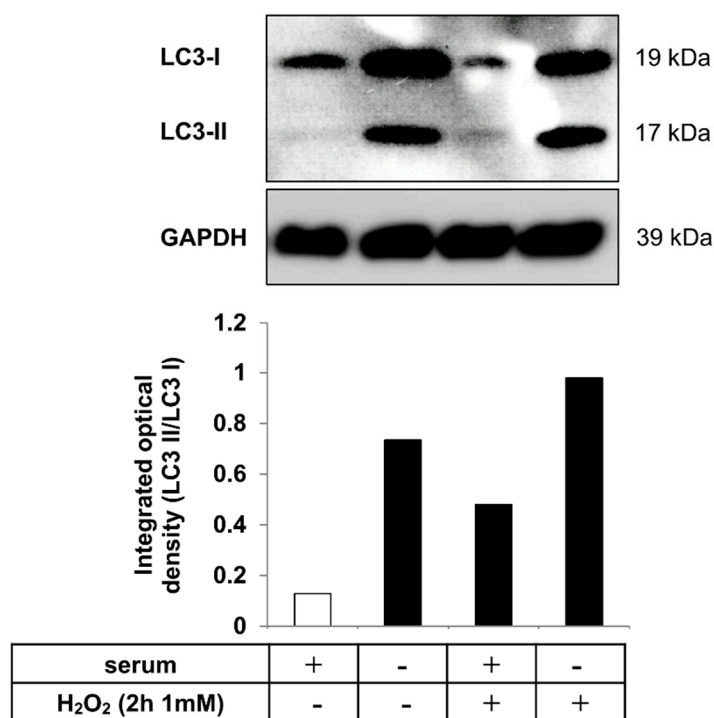 LC3-I 19 kDa
LC3-II 17 kDa
GAPDH 39 kDa
1.2
1
0.8
0.6
0.4
0.2
0
Integrated optical
density (LC3 II/LC3 I)
serum + - + -
H₂O₂ (2h 1mM) - - + +